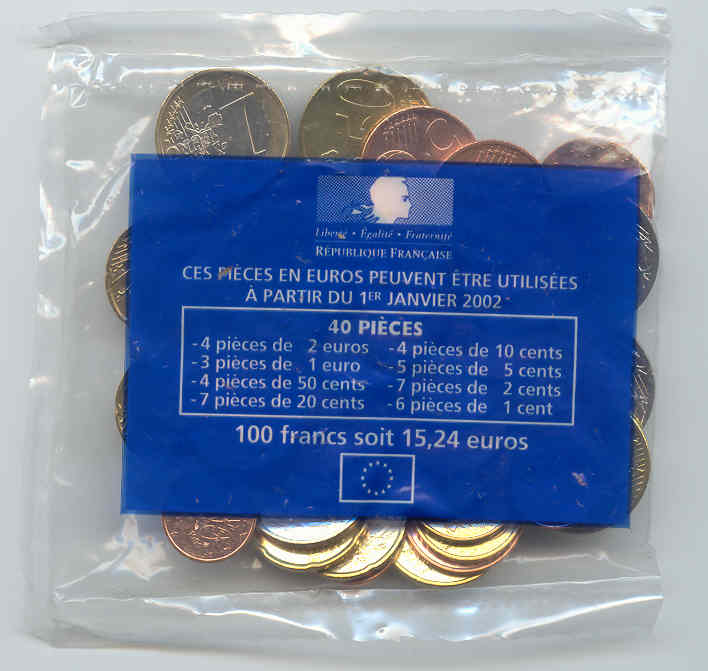 Liberté • Égalité • Fraternité
RÉPUBLIQUE FRANÇAISE
CES PIÈCES EN EUROS PEUVENT ÊTRE UTILISÉES
À PARTIR DU 1ER JANVIER 2002
40 PIÈCES
-4 pièces de 2 euros -4 pièces de 10 cents
-3 pièces de 1 euro -5 pièces de 5 cents
-4 pièces de 50 cents -7 pièces de 2 cents
-7 pièces de 20 cents -6 pièces de 1 cent
100 francs soit 15,24 euros